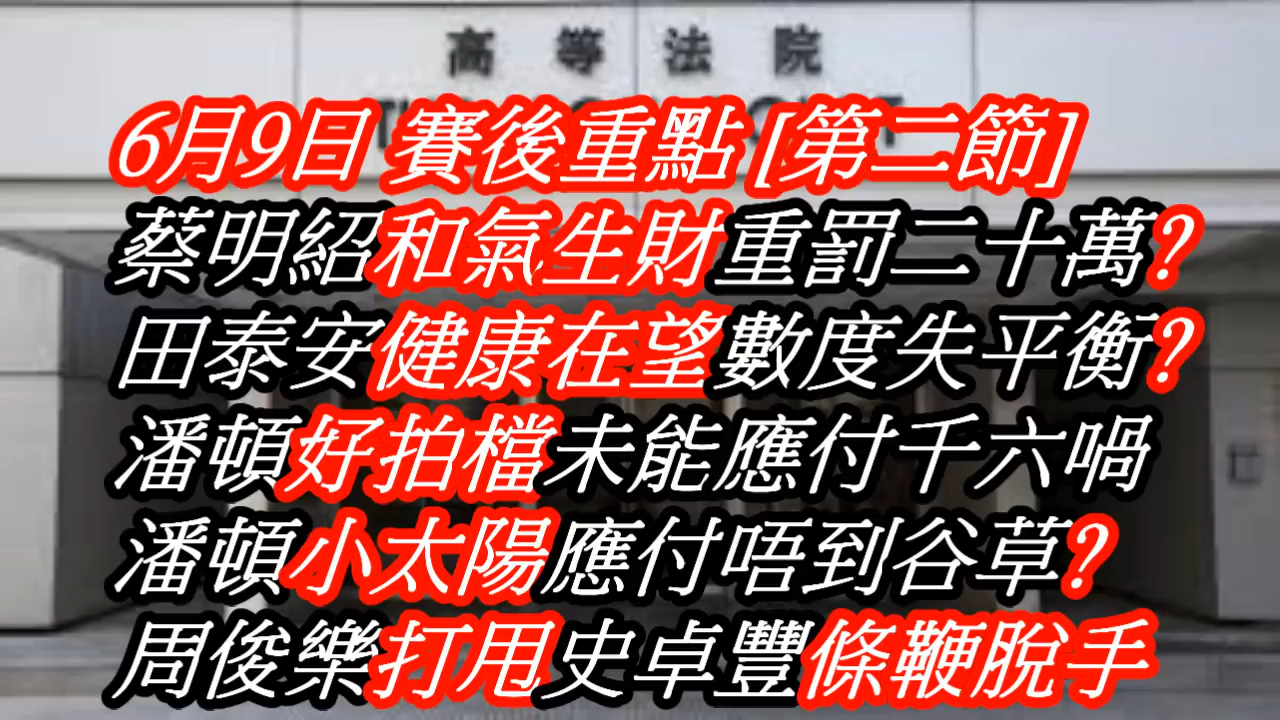 高等法院
6月9日 賽後重點 [第二節]
蔡明紹和氣生財重罰二十萬?
田泰安健康在望數度失平衡?
潘頓好拍檔未能應付千六喎
潘頓小太陽應付唔到谷草?
周俊樂打甩史卓豐條鞭脫手